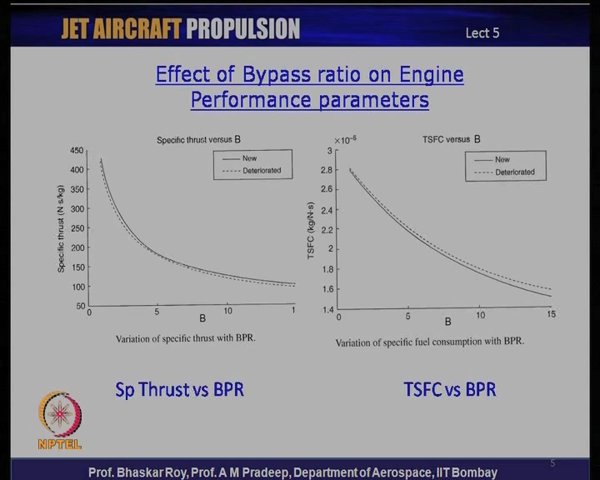 JET AIRCRAFT PROPULSION
Lect 5
Effect of Bypass ratio on Engine
Performance parameters
Specific thrust versus B
New
Deteriorated
450
400
350
300
250
200
150
100
50
Specific thrust (N·s/kg)
0
5
10
1
B
Variation of specific thrust with BPR.
×10⁻⁵
TSFC versus B
New
Deteriorated
3
2.8
2.6
2.4
2.2
2
1.8
1.6
1.4
TSFC (kg/N·s)
0
5
10
15
B
Variation of specific fuel consumption with BPR.
Sp Thrust vs BPR
TSFC vs BPR
NPTEL
5
Prof. Bhaskar Roy, Prof. A M Pradeep, Department of Aerospace, IIT Bombay